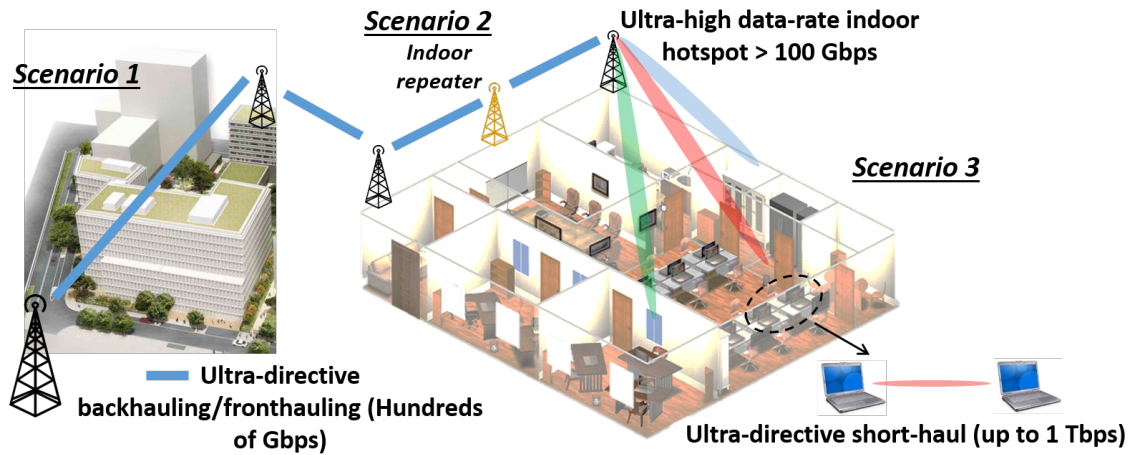 Scenario 1
Scenario 2
Indoor
repeater
Ultra-high data-rate indoor
hotspot > 100 Gbps
Scenario 3
Ultra-directive
backhauling/fronthauling (Hundreds
of Gbps)
Ultra-directive short-haul (up to 1 Tbps)